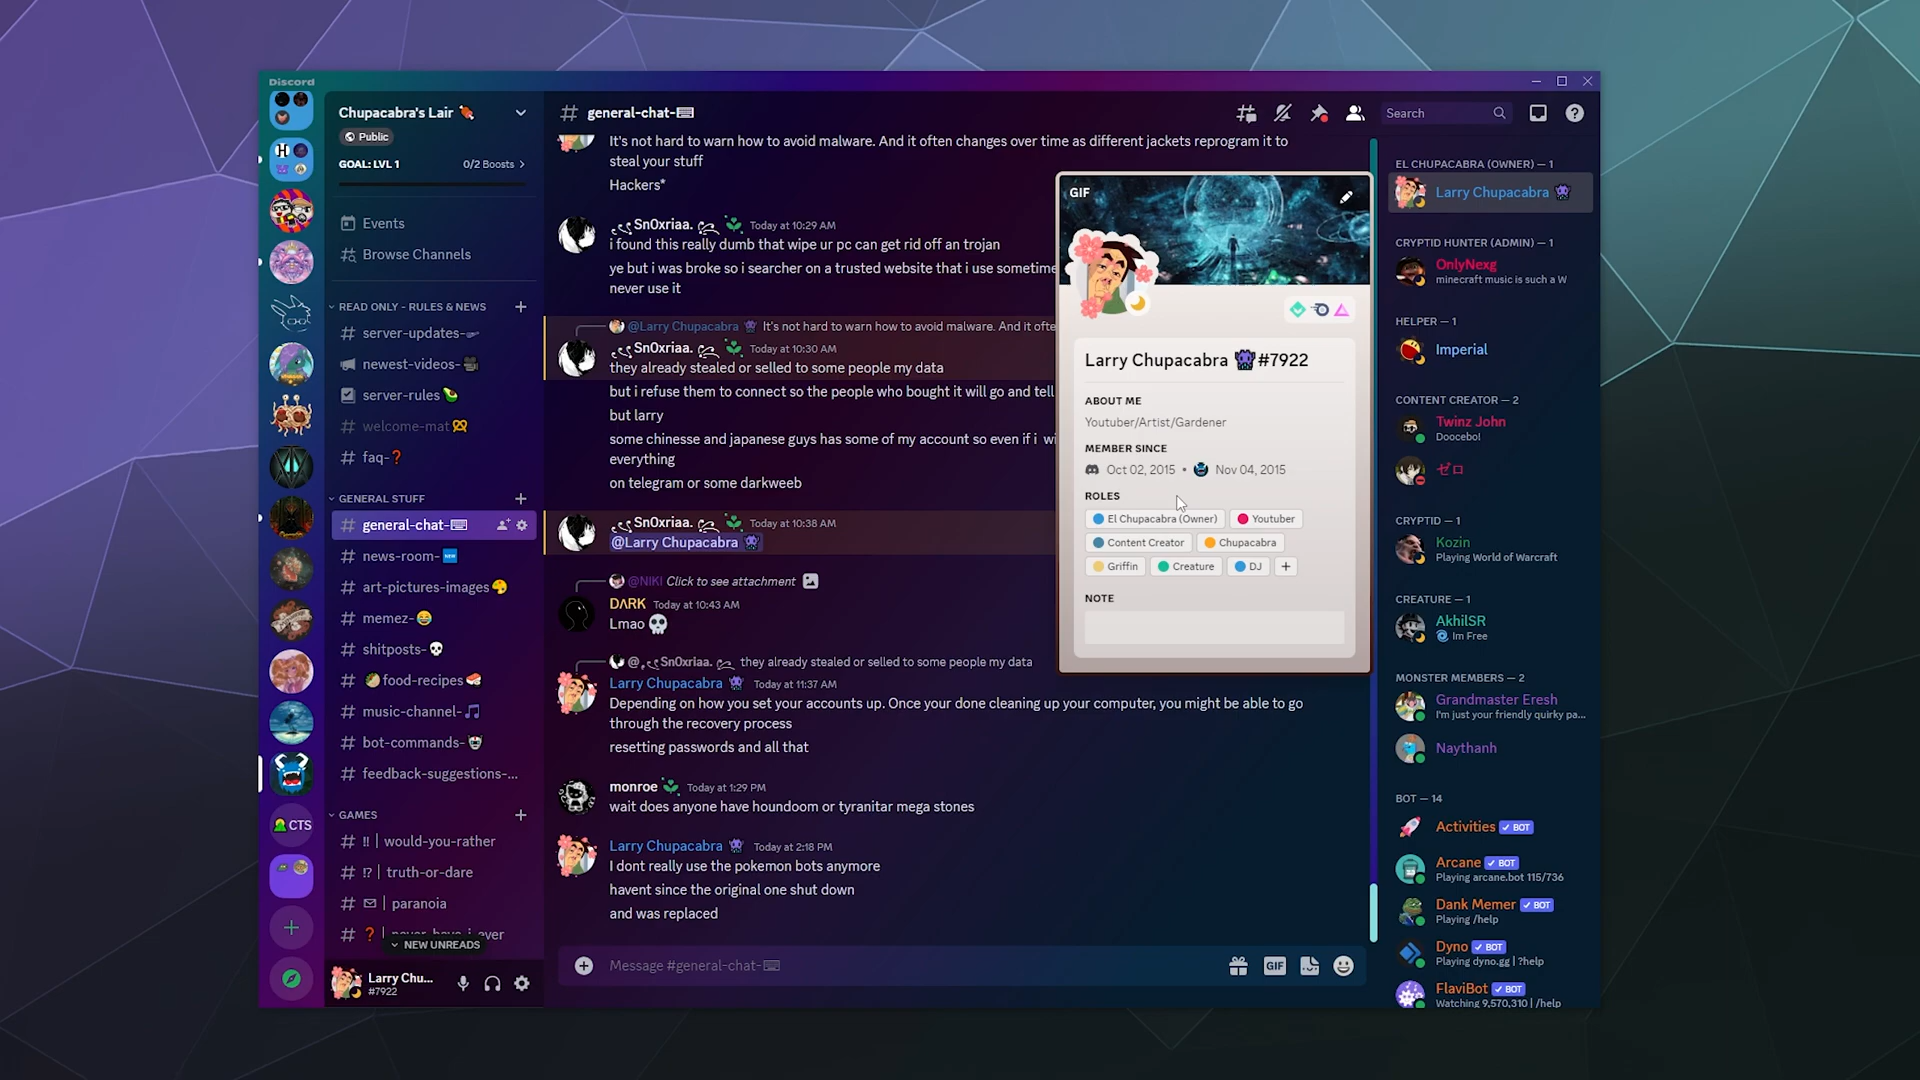 Discord
Chupacabra's Lair
Public
GOAL: LVL 1
0/2 Boosts
Events
Browse Channels
READ ONLY - RULES & NEWS
server-updates-
newest-videos-
server-rules
welcome-mat
faq-❓
GENERAL STUFF
general-chat-⌨
news-room-
art-pictures-images
memez-😂
shitposts-💀
🥙food-recipes🍣
music-channel-🎵
bot-commands-
feedback-suggestions-...
GAMES
‼ | would-you-rather
⁉ | truth-or-dare
✉ | paranoia
NEW UNREADS
Larry Chu...
#7922
CTS
general-chat-⌨
Search
It's not hard to warn how to avoid malware. And it often changes over time as different jackets reprogram it to
steal your stuff
Hackers*
Sn0xriaa. Today at 10:29 AM
i found this really dumb that wipe ur pc can get rid off an trojan
ye but i was broke so i searcher on a trusted website that i use sometime
never use it
@Larry Chupacabra It's not hard to warn how to avoid malware. And it ofte
Sn0xriaa. Today at 10:30 AM
they already stealed or selled to some people my data
but i refuse them to connect so the people who bought it will go and tell
but larry
some chinesse and japanese guys has some of my account so even if i wi
everything
on telegram or some darkweeb
Sn0xriaa. Today at 10:38 AM
@Larry Chupacabra
@NIKI Click to see attachment
DΛRK Today at 10:43 AM
Lmao 💀
@ Sn0xriaa. they already stealed or selled to some people my data
Larry Chupacabra Today at 11:37 AM
Depending on how you set your accounts up. Once your done cleaning up your computer, you might be able to go
through the recovery process
resetting passwords and all that
monroe Today at 1:29 PM
wait does anyone have houndoom or tyranitar mega stones
Larry Chupacabra Today at 2:18 PM
I dont really use the pokemon bots anymore
havent since the original one shut down
and was replaced
Message #general-chat-⌨
GIF
GIF
Larry Chupacabra #7922
ABOUT ME
Youtuber/Artist/Gardener
MEMBER SINCE
Oct 02, 2015 • Nov 04, 2015
ROLES
El Chupacabra (Owner) Youtuber
Content Creator Chupacabra
Griffin Creature DJ +
NOTE
EL CHUPACABRA (OWNER) — 1
Larry Chupacabra
CRYPTID HUNTER (ADMIN) — 1
OnlyNexg
minecraft music is such a W
HELPER — 1
Imperial
CONTENT CREATOR — 2
Twinz John
Doocebo!
ゼロ
CRYPTID — 1
Kozin
Playing World of Warcraft
CREATURE — 1
AkhilSR
Im Free
MONSTER MEMBERS — 2
Grandmaster Eresh
I'm just your friendly quirky pa...
Naythanh
BOT — 14
Activities ✓ BOT
Arcane ✓ BOT
Playing arcane.bot 115/736
Dank Memer ✓ BOT
Playing /help
Dyno ✓ BOT
Playing dyno.gg | ?help
FlaviBot ✓ BOT
Watching 9,570,310 | /help